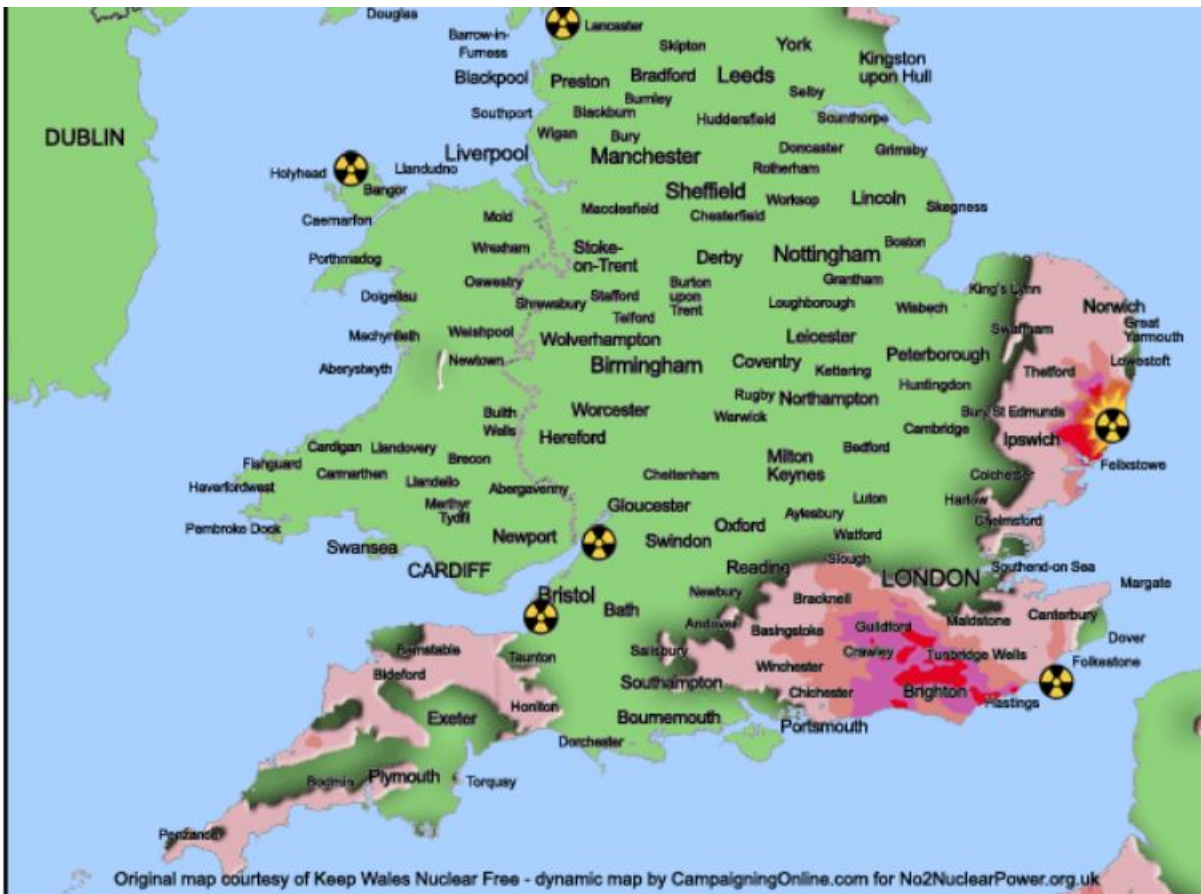 Douglas
Lancaster
Barrow-in-
Furness
Skipton
York
Kingston
upon Hull
Blackpool
Preston
Bradford
Leeds
Selby
Burnley
Southport
Blackburn
Huddersfield
Scunthorpe
DUBLIN
Wigan
Bury
Liverpool
Manchester
Doncaster
Grimsby
Rotherham
Holyhead
Llandudno
Bangor
Sheffield
Worksop
Lincoln
Skegness
Macclesfield
Chesterfield
Caernarfon
Mold
Wrexham
Stoke-
on-Trent
Derby
Nottingham
Boston
Porthmadog
Grantham
Oswestry
Burton
upon
Trent
King's Lynn
Dolgellau
Shrewsbury
Stafford
Telford
Loughborough
Wisbech
Norwich
Great
Yarmouth
Machynlleth
Welshpool
Wolverhampton
Leicester
Swaffham
Lowestoft
Aberystwyth
Newtown
Birmingham
Coventry
Kettering
Peterborough
Thetford
Huntingdon
Rugby
Northampton
Builth
Wells
Worcester
Warwick
Bury St Edmunds
Cambridge
Hereford
Ipswich
Cardigan
Llandovery
Brecon
Milton
Keynes
Bedford
Fishguard
Carmarthen
Felixstowe
Haverfordwest
Llandeilo
Cheltenham
Colchester
Abergavenny
Merthyr
Tydfil
Gloucester
Luton
Harlow
Pembroke Dock
Aylesbury
Chelmsford
Oxford
Newport
Swansea
Swindon
Watford
CARDIFF
Slough
Reading
LONDON
Southend-on Sea
Margate
Bristol
Bath
Newbury
Bracknell
Canterbury
Andover
Basingstoke
Guildford
Maidstone
Dover
Barnstable
Taunton
Salisbury
Crawley
Tunbridge Wells
Folkestone
Bideford
Winchester
Southampton
Chichester
Brighton
Hastings
Honiton
Exeter
Bournemouth
Portsmouth
Dorchester
Bodmin
Plymouth
Torquay
Penzance
Original map courtesy of Keep Wales Nuclear Free - dynamic map by CampaigningOnline.com for No2NuclearPower.org.uk